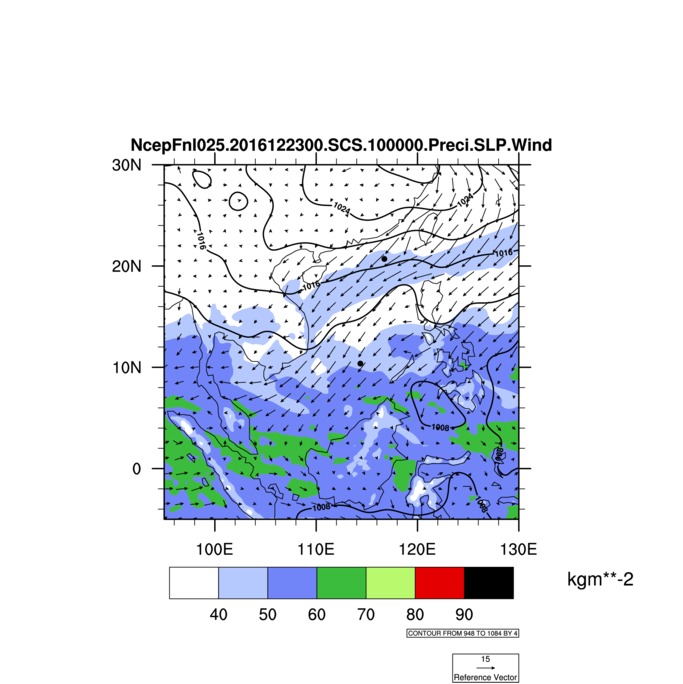 NcepFnl025.2016122300.SCS.100000.Preci.SLP.Wind
30N
20N
10N
0
1024
1024
1016
1016
1016
1008
1008
1008
100E 110E 120E 130E
kgm**-2
40 50 60 70 80 90
CONTOUR FROM 948 TO 1084 BY 4
15
Reference Vector